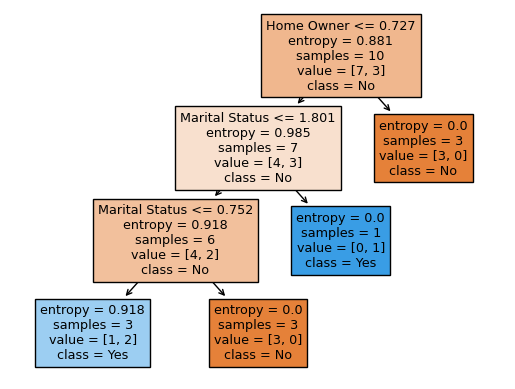 Home Owner <= 0.727
entropy = 0.881
samples = 10
value = [7, 3]
class = No
Marital Status <= 1.801
entropy = 0.985
samples = 7
value = [4, 3]
class = No
entropy = 0.0
samples = 3
value = [3, 0]
class = No
Marital Status <= 0.752
entropy = 0.918
samples = 6
value = [4, 2]
class = No
entropy = 0.0
samples = 1
value = [0, 1]
class = Yes
entropy = 0.918
samples = 3
value = [1, 2]
class = Yes
entropy = 0.0
samples = 3
value = [3, 0]
class = No